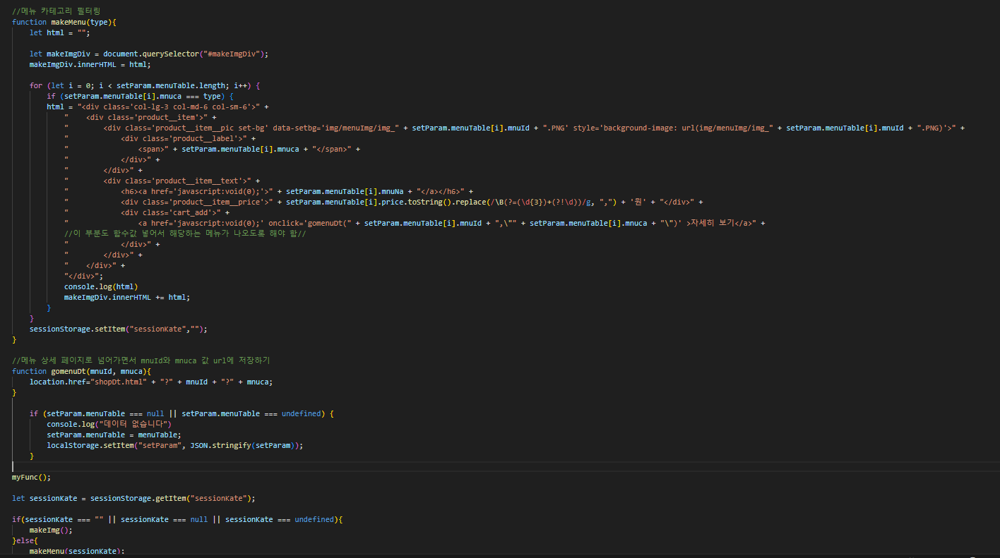 //메뉴 카테고리 필터링
function makeMenu(type){
    let html = "";

    let makeImgDiv = document.querySelector("#makeImgDiv");
    makeImgDiv.innerHTML = html;

    for (let i = 0; i < setParam.menuTable.length; i++) {
        if (setParam.menuTable[i].mnuca === type) {
        html = "<div class='col-lg-3 col-md-6 col-sm-6'>" +
            "    <div class='product__item'>" +
            "        <div class='product__item__pic set-bg' data-setbg='img/menuImg/img_" + setParam.menuTable[i].mnuId + ".PNG' style='background-image: url(img/menuImg/img_" + setParam.menuTable[i].mnuId + ".PNG)'>" +
            "            <div class='product__label'>" +
            "                <span>" + setParam.menuTable[i].mnuca + "</span>" +
            "            </div>" +
            "        </div>" +
            "        <div class='product__item__text'>" +
            "            <h6><a href='javascript:void(0);'>" + setParam.menuTable[i].mnuNa + "</a></h6>" +
            "            <div class='product__item__price'>" + setParam.menuTable[i].price.toString().replace(/\B(?=(\d{3})+(?!\d))/g, ",") + '원' + "</div>" +
            "            <div class='cart_add'>" +
            "                <a href='javascript:void(0);' onclick='gomenuDt(" + setParam.menuTable[i].mnuId + ",\"" + setParam.menuTable[i].mnuca + "\")' >자세히 보기</a>" +
            //이 부분도 함수값 넣어서 해당하는 메뉴가 나오도록 해야 함//
            "            </div>" +
            "        </div>" +
            "    </div>" +
            "</div>";
            console.log(html)
            makeImgDiv.innerHTML += html;
        }
    }
    sessionStorage.setItem("sessionKate","");
}

//메뉴 상세 페이지로 넘어가면서 mnuId와 mnuca 값 url에 저장하기
function gomenuDt(mnuId, mnuca){
    location.href="shopDt.html" + "?" + mnuId + "?" + mnuca;
}

    if (setParam.menuTable === null || setParam.menuTable === undefined) {
        console.log("데이터 없습니다")
        setParam.menuTable = menuTable;
        localStorage.setItem("setParam", JSON.stringify(setParam));
    }

myFunc();

let sessionKate = sessionStorage.getItem("sessionKate");

if(sessionKate === "" || sessionKate === null || sessionKate === undefined){
    makeImg();
}else{
    makeMenu(sessionKate);